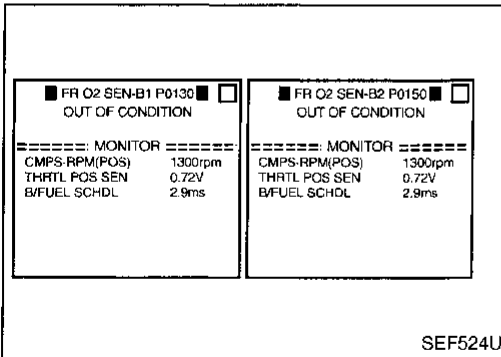 FR O2 SEN-B1 P0130
OUT OF CONDITION
====== MONITOR ======
CMPS-RPM(POS) 1300rpm
THRTL POS SEN 0.72V
B/FUEL SCHDL 2.9ms
FR O2 SEN-B2 P0150
OUT OF CONDITION
====== MONITOR ======
CMPS-RPM(POS) 1300rpm
THRTL POS SEN 0.72V
B/FUEL SCHDL 2.9ms
SEF524U